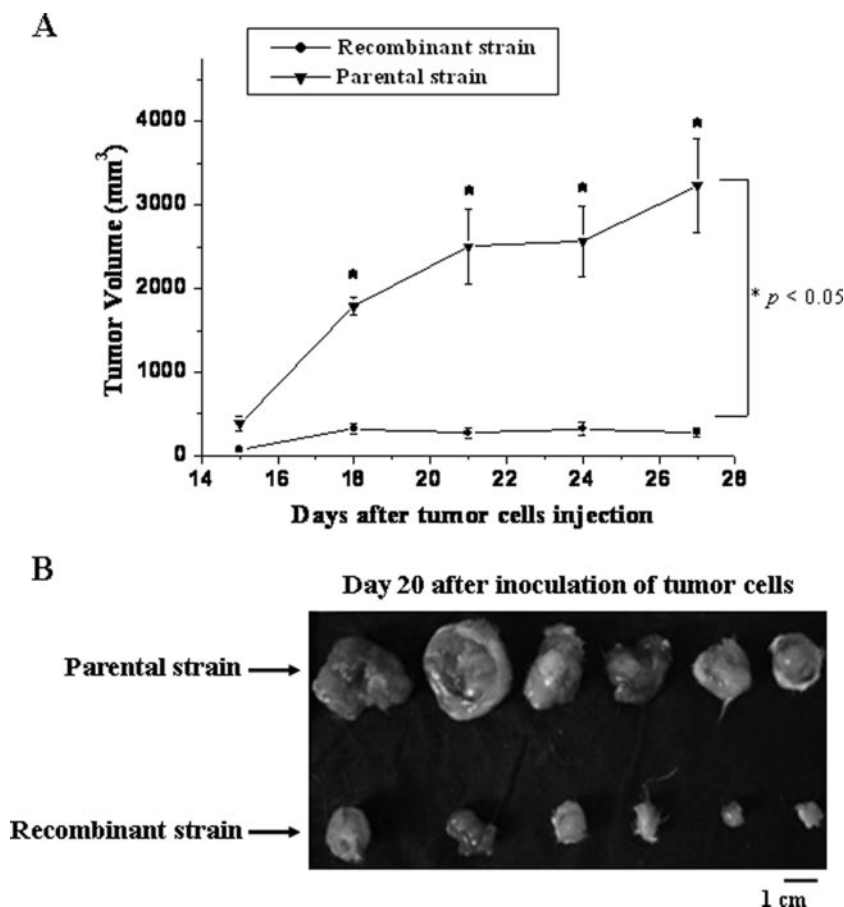 A
Recombinant strain
Parental strain
Tumor Volume (mm³)
4000
3000
2000
1000
0
14 16 18 20 22 24 26 28
Days after tumor cells injection
* p < 0.05
B
Day 20 after inoculation of tumor cells
Parental strain
Recombinant strain
1 cm